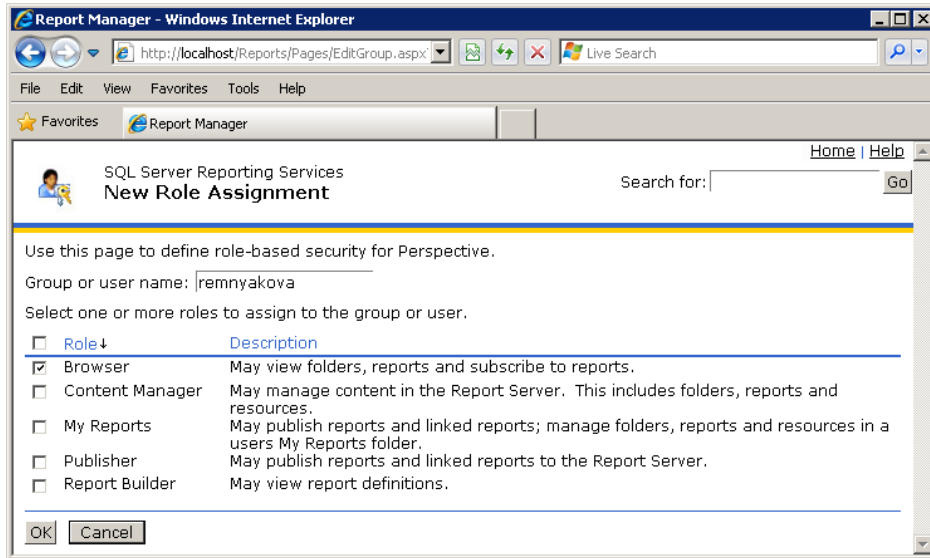 Report Manager - Windows Internet Explorer
http://localhost/Reports/Pages/EditGroup.aspx?
Live Search
File Edit View Favorites Tools Help
Favorites
Report Manager
Home | Help
SQL Server Reporting Services
New Role Assignment
Search for:
Go
Use this page to define role-based security for Perspective.
Group or user name: remnyakova
Select one or more roles to assign to the group or user.
Role↓ Description
Browser May view folders, reports and subscribe to reports.
Content Manager May manage content in the Report Server. This includes folders, reports and
resources.
My Reports May publish reports and linked reports; manage folders, reports and resources in a
users My Reports folder.
Publisher May publish reports and linked reports to the Report Server.
Report Builder May view report definitions.
OK Cancel